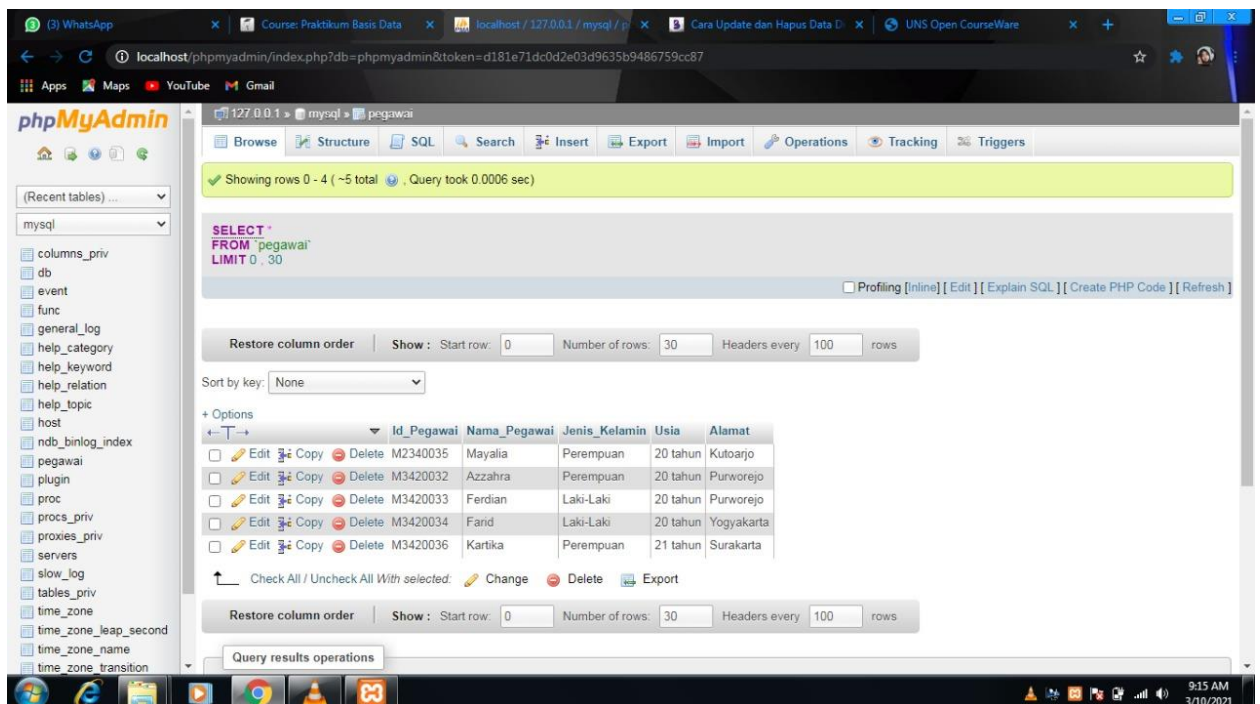 (3) WhatsApp
Course: Praktikum Basis Data
localhost / 127.0.0.1 / mysql / p
Cara Update dan Hapus Data D
UNS Open CourseWare
localhost/phpmyadmin/index.php?db=phpmyadmin&token=d181e71dc0d2e03d9635b9486759cc87
Apps Maps YouTube Gmail
phpMyAdmin
(Recent tables) ...
mysql
columns_priv
db
event
func
general_log
help_category
help_keyword
help_relation
help_topic
host
ndb_binlog_index
pegawai
plugin
proc
procs_priv
proxies_priv
servers
slow_log
tables_priv
time_zone
time_zone_leap_second
time_zone_name
time_zone_transition
127.0.0.1 » mysql » pegawai
Browse Structure SQL Search Insert Export Import Operations Tracking Triggers
Showing rows 0 - 4 ( ~5 total , Query took 0.0006 sec)
SELECT *
FROM `pegawai`
LIMIT 0 , 30
Profiling [Inline] [ Edit ] [ Explain SQL ] [ Create PHP Code ] [ Refresh ]
Restore column order Show : Start row: 0 Number of rows: 30 Headers every 100 rows
Sort by key: None
+ Options
←T→ Id_Pegawai Nama_Pegawai Jenis_Kelamin Usia Alamat
Edit Copy Delete M2340035 Mayalia Perempuan 20 tahun Kutoarjo
Edit Copy Delete M3420032 Azzahra Perempuan 20 tahun Purworejo
Edit Copy Delete M3420033 Ferdian Laki-Laki 20 tahun Purworejo
Edit Copy Delete M3420034 Farid Laki-Laki 20 tahun Yogyakarta
Edit Copy Delete M3420036 Kartika Perempuan 21 tahun Surakarta
Check All / Uncheck All With selected: Change Delete Export
Restore column order Show : Start row: 0 Number of rows: 30 Headers every 100 rows
Query results operations
9:15 AM
3/10/2021